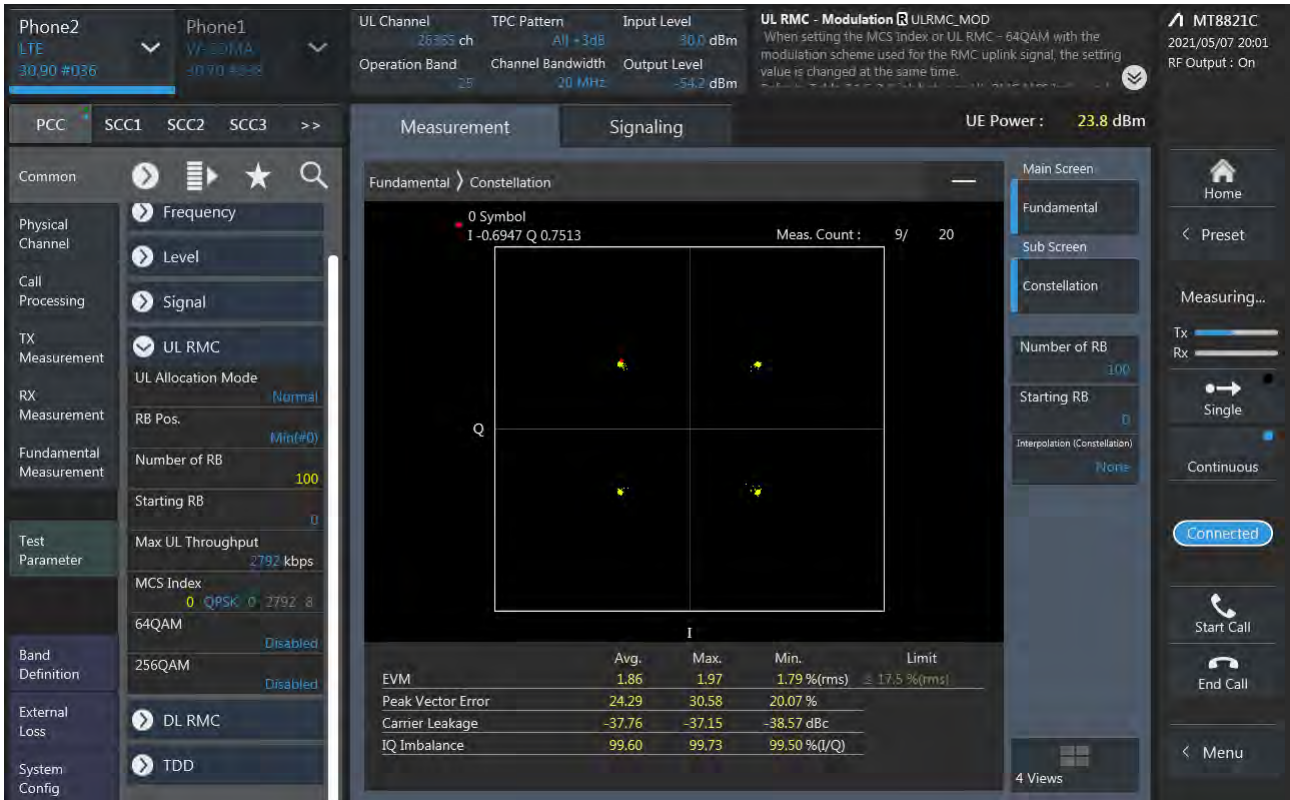 Phone2
LTE
30.90 #036
Phone1
W-CDMA
UL Channel
26365 ch
TPC Pattern
All +3dB
Input Level
30.0 dBm
Operation Band
25
Channel Bandwidth
20 MHz
Output Level
-54.2 dBm
UL RMC - Modulation R ULRMC_MOD
When setting the MCS Index or UL RMC - 64QAM with the
modulation scheme used for the RMC uplink signal, the setting
value is changed at the same time.
MT8821C
2021/05/07 20:01
RF Output : On
PCC SCC1 SCC2 SCC3 >>
Measurement
Signaling
UE Power : 23.8 dBm
Common
Physical
Channel
Call
Processing
TX
Measurement
RX
Measurement
Fundamental
Measurement
Test
Parameter
Band
Definition
External
Loss
System
Config
Frequency
Level
Signal
UL RMC
UL Allocation Mode
Normal
RB Pos.
Min(#0)
Number of RB
100
Starting RB
0
Max UL Throughput
2792 kbps
MCS Index
0 QPSK 0 2792 8
64QAM
Disabled
256QAM
Disabled
DL RMC
TDD
Fundamental 〉 Constellation
0 Symbol
I -0.6947 Q 0.7513
Meas. Count : 9/ 20
Q
I
Avg. Max. Min. Limit
EVM 1.86 1.97 1.79 %(rms) ≦ 17.5 %(rms)
Peak Vector Error 24.29 30.58 20.07 %
Carrier Leakage -37.76 -37.15 -38.57 dBc
IQ Imbalance 99.60 99.73 99.50 %(I/Q)
Main Screen
Fundamental
Sub Screen
Constellation
Number of RB
100
Starting RB
0
Interpolation (Constellation)
None
4 Views
Home
< Preset
Measuring...
Tx
Rx
Single
Continuous
Connected
Start Call
End Call
< Menu